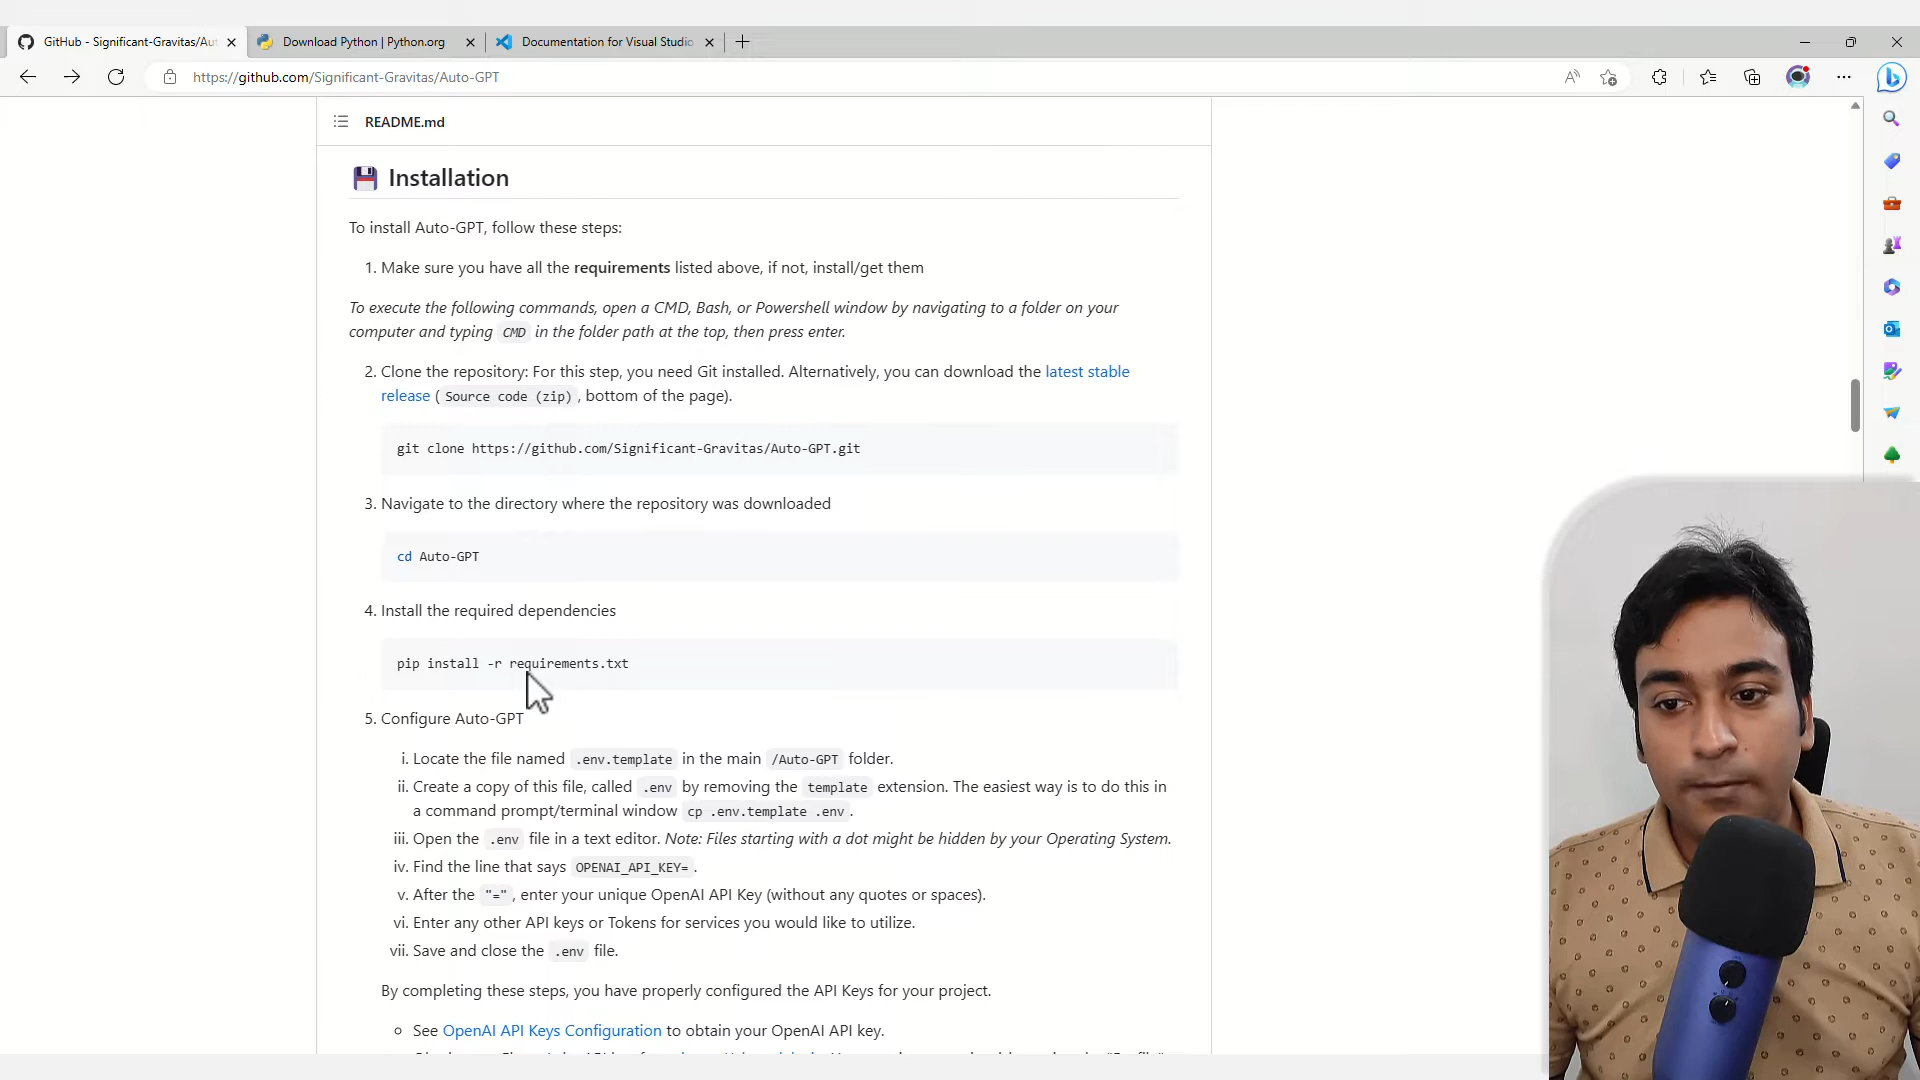 GitHub - Significant-Gravitas/Aut
Download Python | Python.org
Documentation for Visual Studio
https://github.com/Significant-Gravitas/Auto-GPT
README.md
Installation
To install Auto-GPT, follow these steps:
1. Make sure you have all the requirements listed above, if not, install/get them
To execute the following commands, open a CMD, Bash, or Powershell window by navigating to a folder on your
computer and typing CMD in the folder path at the top, then press enter.
2. Clone the repository: For this step, you need Git installed. Alternatively, you can download the latest stable
release ( Source code (zip) , bottom of the page).
git clone https://github.com/Significant-Gravitas/Auto-GPT.git
3. Navigate to the directory where the repository was downloaded
cd Auto-GPT
4. Install the required dependencies
pip install -r requirements.txt
5. Configure Auto-GPT
i. Locate the file named .env.template in the main /Auto-GPT folder.
ii. Create a copy of this file, called .env by removing the template extension. The easiest way is to do this in
a command prompt/terminal window cp .env.template .env .
iii. Open the .env file in a text editor. Note: Files starting with a dot might be hidden by your Operating System.
iv. Find the line that says OPENAI_API_KEY= .
v. After the "=" , enter your unique OpenAI API Key (without any quotes or spaces).
vi. Enter any other API keys or Tokens for services you would like to utilize.
vii. Save and close the .env file.
By completing these steps, you have properly configured the API Keys for your project.
See OpenAI API Keys Configuration to obtain your OpenAI API key.